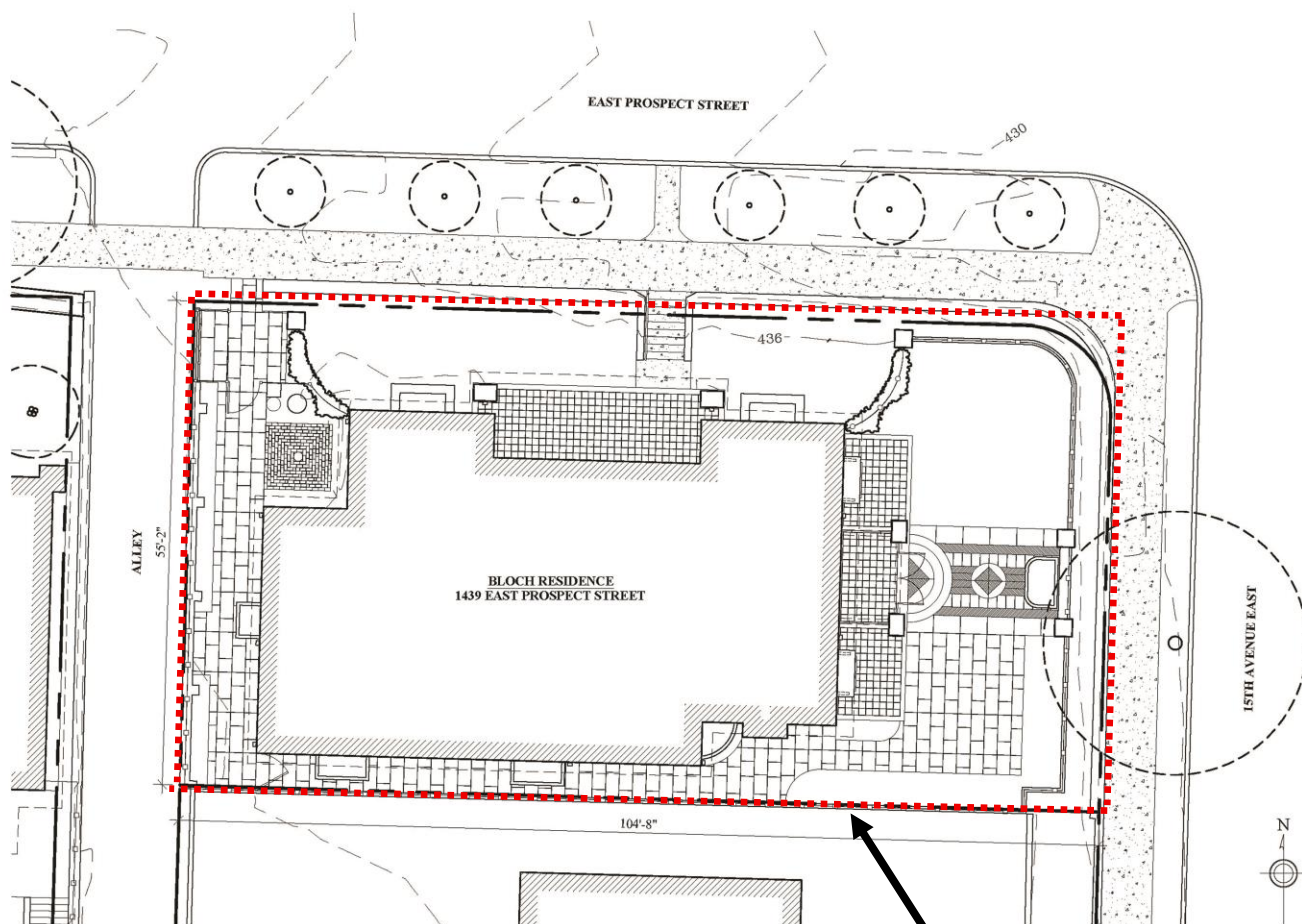 EAST PROSPECT STREET
430
436
ALLEY
55'-2"
BLOCH RESIDENCE
1439 EAST PROSPECT STREET
15TH AVENUE EAST
104'-8"
N